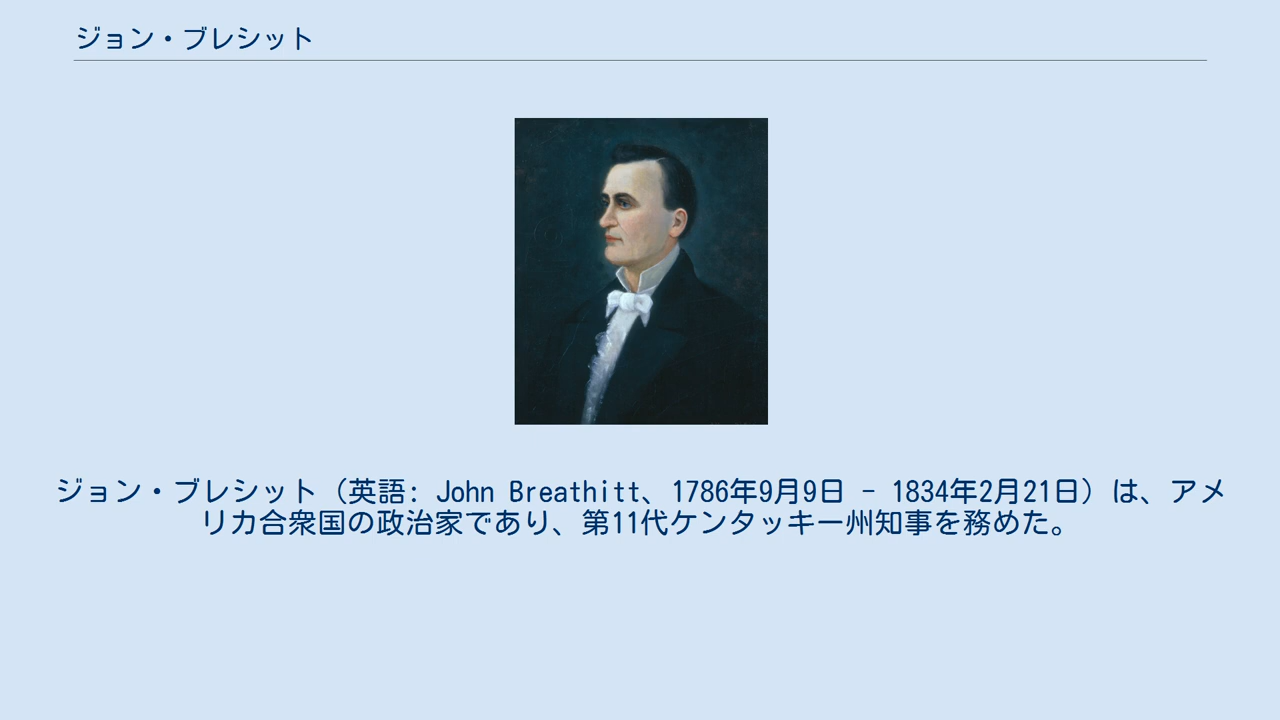 ジョン・ブレシット
ジョン・ブレシット（英語: John Breathitt、1786年9月9日 - 1834年2月21日）は、アメ
リカ合衆国の政治家であり、第11代ケンタッキー州知事を務めた。